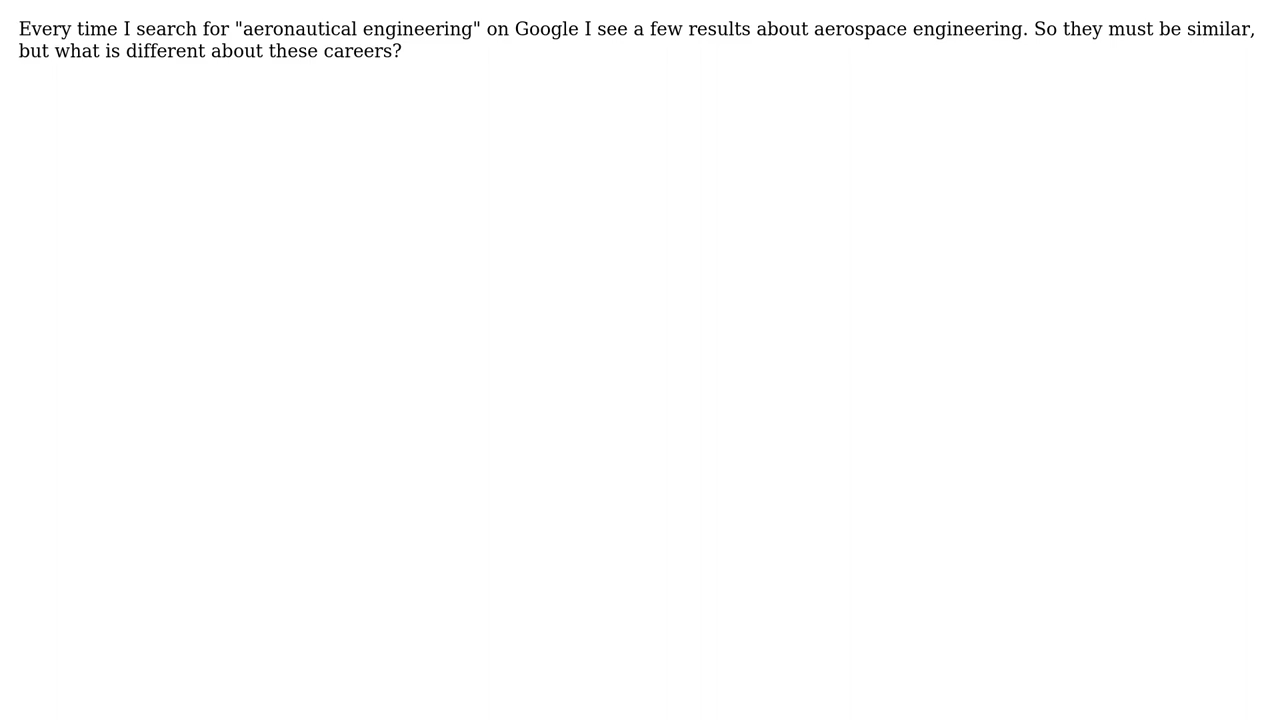 Every time I search for "aeronautical engineering" on Google I see a few results about aerospace engineering. So they must be similar,
but what is different about these careers?